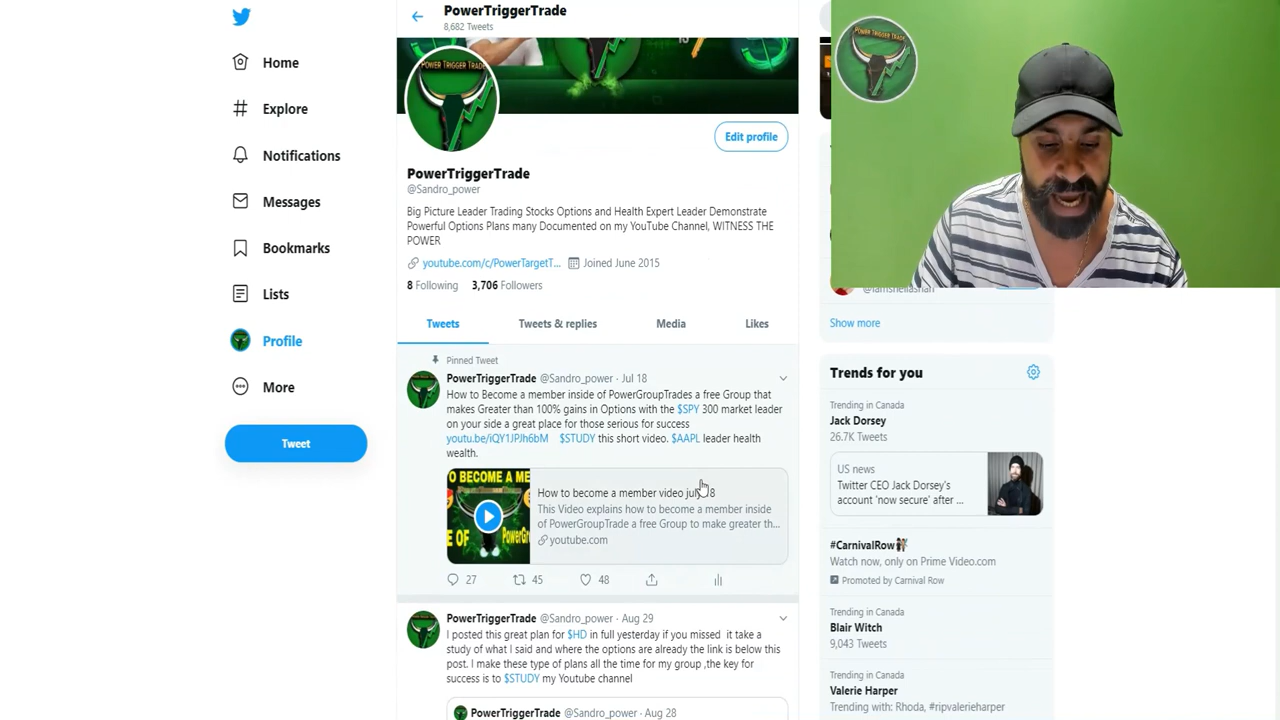 PowerTriggerTrade
8,682 Tweets
Home
Explore
Notifications
Messages
Bookmarks
Lists
Profile
More
Tweet
POWER TRIGGER TRADE
Edit profile
PowerTriggerTrade
@Sandro_power
Big Picture Leader Trading Stocks Options and Health Expert Leader Demonstrate
Powerful Options Plans many Documented on my YouTube Channel, WITNESS THE
POWER
youtube.com/c/PowerTargetT... Joined June 2015
8 Following 3,706 Followers
Tweets Tweets & replies Media Likes
Pinned Tweet
PowerTriggerTrade @Sandro_power · Jul 18
How to Become a member inside of PowerGroupTrades a free Group that
makes Greater than 100% gains in Options with the $SPY 300 market leader
on your side a great place for those serious for success
youtu.be/iQY1JPJh6bM $STUDY this short video. $AAPL leader health
wealth.
O BECOME A ME
How to become a member video july 18
This Video explains how to become a member inside
of PowerGroupTrade a free Group to make greater th...
youtube.com
27 45 48
PowerTriggerTrade @Sandro_power · Aug 29
I posted this great plan for $HD in full yesterday if you missed it take a
study of what I said and where the options are already the link is below this
post. I make these type of plans all the time for my group ,the key for
success is to $STUDY my Youtube channel
PowerTriggerTrade @Sandro_power · Aug 28
POWER TRIGGER TRADE
Show more
Trends for you
Trending in Canada
Jack Dorsey
26.7K Tweets
US news
Twitter CEO Jack Dorsey's
account 'now secure' after ...
#CarnivalRow
Watch now, only on Prime Video.com
Promoted by Carnival Row
Trending in Canada
Blair Witch
9,043 Tweets
Trending in Canada
Valerie Harper
Trending with: Rhoda, #ripvalerieharper